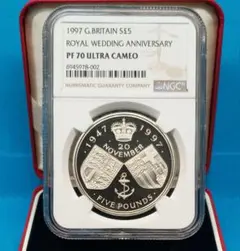 1997 G.BRITAIN S£5
ROYAL WEDDING ANNIVERSARY
PF 70 ULTRA CAMEO
NUMISMATIC GUARANTY COMPANY
NGC
1947
1997
20
NOVEMBER
FIVE POUNDS